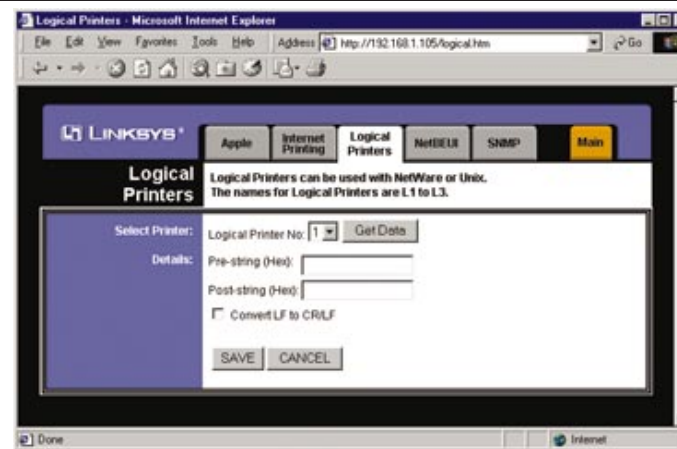 Logical Printers - Microsoft Internet Explorer
File Edit View Favorites Tools Help Address http://192.168.1.105/logical.htm Go
LINKSYS®
Apple Internet Printing Logical Printers NetBEUI SNMP Main
Logical Printers
Logical Printers can be used with NetWare or Unix.
The names for Logical Printers are L1 to L3.
Select Printer: Logical Printer No: 1 Get Data
Details: Pre-string (Hex):
Post-string (Hex):
Convert LF to CR/LF
SAVE CANCEL
Done Internet